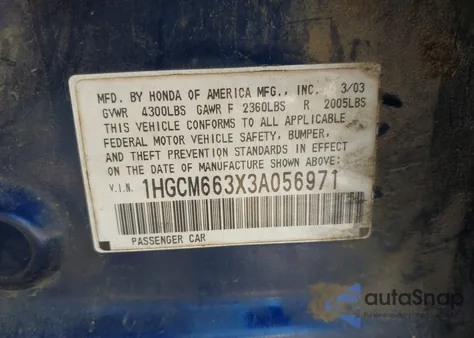 MFD. BY HONDA OF AMERICA MFG., INC. 3/03
GVWR 4300LBS GAWR F 2360LBS R 2005LBS
THIS VEHICLE CONFORMS TO ALL APPLICABLE
FEDERAL MOTOR VEHICLE SAFETY, BUMPER,
AND THEFT PREVENTION STANDARDS IN EFFECT
ON THE DATE OF MANUFACTURE SHOWN ABOVE.
V.I.N. 1HGCM663X3A056971
PASSENGER CAR
autoSnap